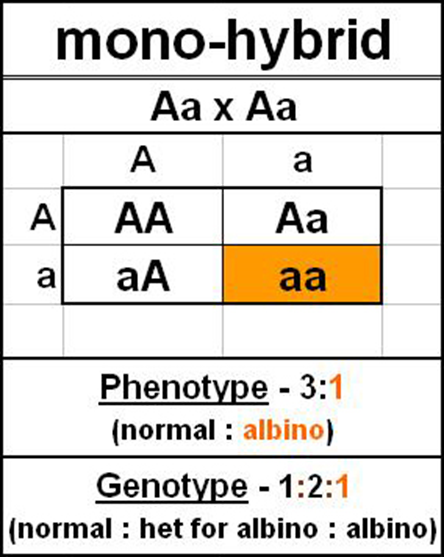 mono-hybrid
Aa x Aa
A a
A AA Aa
a aA aa
Phenotype - 3:1
(normal : albino)
Genotype - 1:2:1
(normal : het for albino : albino)